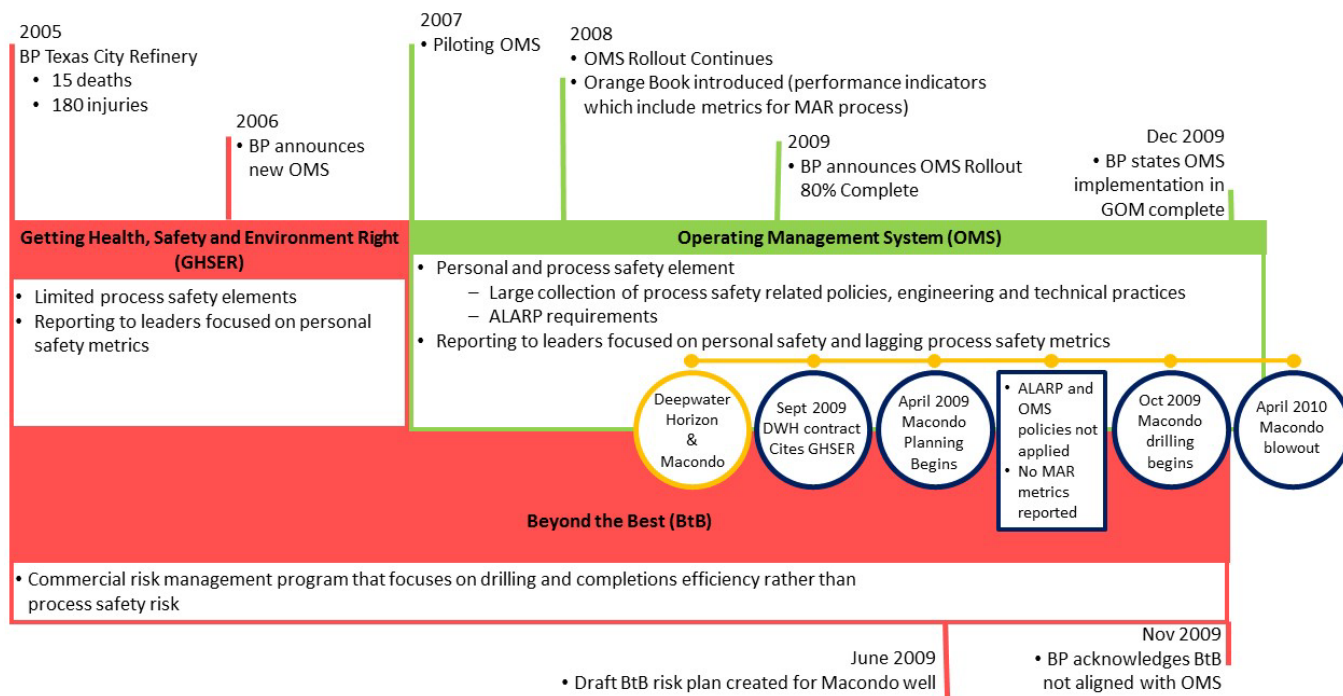 2005
BP Texas City Refinery
• 15 deaths
• 180 injuries
2006
• BP announces
new OMS
2007
• Piloting OMS
2008
• OMS Rollout Continues
• Orange Book introduced (performance indicators
which include metrics for MAR process)
2009
• BP announces OMS Rollout
80% Complete
Dec 2009
• BP states OMS
implementation in
GOM complete
Getting Health, Safety and Environment Right
(GHSER)
• Limited process safety elements
• Reporting to leaders focused on personal
safety metrics
Operating Management System (OMS)
• Personal and process safety element
– Large collection of process safety related policies, engineering and technical practices
– ALARP requirements
• Reporting to leaders focused on personal safety and lagging process safety metrics
Deepwater
Horizon
&
Macondo
Sept 2009
DWH contract
Cites GHSER
April 2009
Macondo
Planning
Begins
• ALARP and
OMS
policies not
applied
• No MAR
metrics
reported
Oct 2009
Macondo
drilling
begins
April 2010
Macondo
blowout
Beyond the Best (BtB)
• Commercial risk management program that focuses on drilling and completions efficiency rather than
process safety risk
June 2009
• Draft BtB risk plan created for Macondo well
Nov 2009
• BP acknowledges BtB
not aligned with OMS